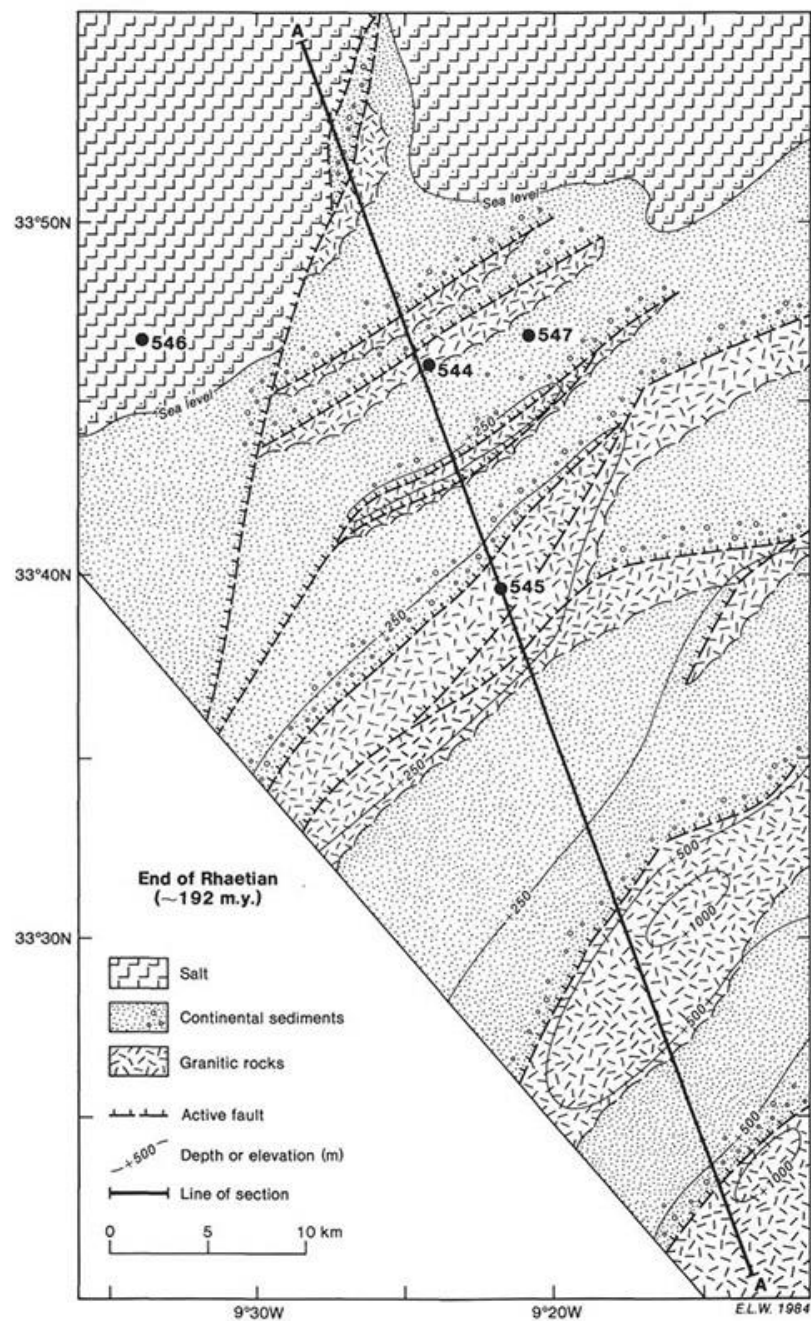 A
33°50N
Sea level
546
547
544
Sea level
+250
33°40N
+250
545
250
+250
End of Rhaetian
(~192 m.y.)
+500
+1000
33°30N
+500
Salt
Continental sediments
Granitic rocks
Active fault
+500
Depth or elevation (m)
Line of section
+500
+1000
0 5 10 km
A
9°30W
9°20W
E.L.W. 1984